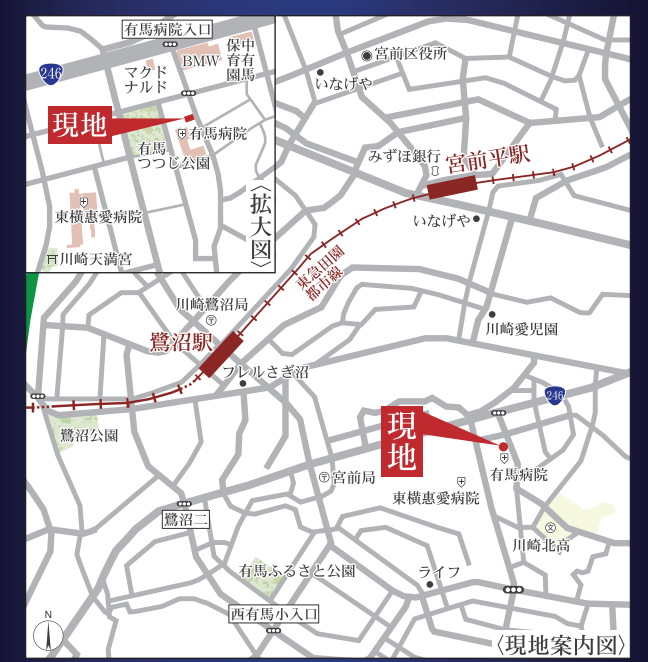 有馬病院入口
246
BMW
保育園
中有馬
マクド
ナルド
現地
有馬病院
有馬
つつじ公園
東横惠愛病院
川崎天満宮
〈拡大図〉
宮前区役所
いなげや
みずほ銀行
宮前平駅
いなげや
東急田園
都市線
川崎鷺沼局
鷺沼駅
フレルさぎ沼
川崎愛児園
246
鷺沼公園
現地
有馬病院
宮前局
東横惠愛病院
鷺沼二
川崎北高
有馬ふるさと公園
ライフ
西有馬小入口
N
〈現地案内図〉